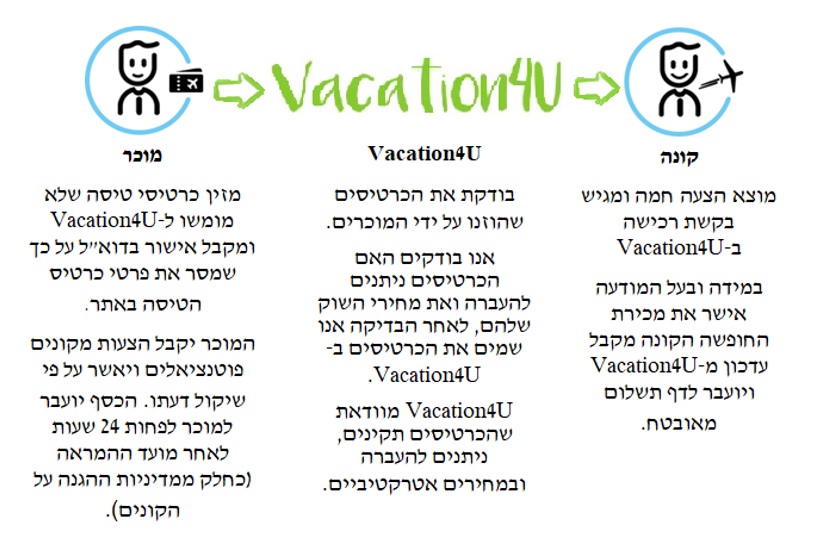 Vacation4U
מוכר
מזין כרטיסי טיסה שלא
מומשו ל-Vacation4U
ומקבל אישור בדוא״ל על כך
שמסר את פרטי כרטיס
הטיסה באתר.
המוכר יקבל הצעות מקונים
פוטנציאלים ויאשר על פי
שיקול דעתו. הכסף יועבר
למוכר לפחות 24 שעות
לאחר מועד ההמראה
(כחלק ממדיניות ההגנה על
הקונים).
Vacation4U
בודקת את הכרטיסים
שהוזנו על ידי המוכרים.
אנו בודקים האם
הכרטיסים ניתנים
להעברה ואת מחירי השוק
שלהם, לאחר הבדיקה אנו
שמים את הכרטיסים ב-
Vacation4U.
Vacation4U מוודאת
שהכרטיסים תקינים,
ניתנים להעברה
ובמחירים אטרקטיביים.
קונה
מוצא הצעה חמה ומגיש
בקשת רכישה
ב-Vacation4U
במידה ובעל המודעה
אישר את מכירת
החופשה הקונה מקבל
עדכון מ-Vacation4U
ויועבר לדף תשלום
מאובטח.